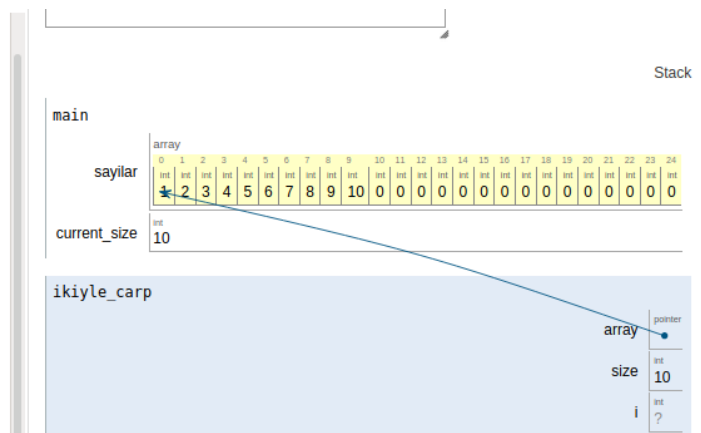 Stack
main
array
0 1 2 3 4 5 6 7 8 9 10 11 12 13 14 15 16 17 18 19 20 21 22 23 24
int int int int int int int int int int int int int int int int int int int int int int int int int
sayilar 1 2 3 4 5 6 7 8 9 10 0 0 0 0 0 0 0 0 0 0 0 0 0 0 0
int
current_size 10
ikiyle_carp
pointer
array
int
size 10
int
i ?